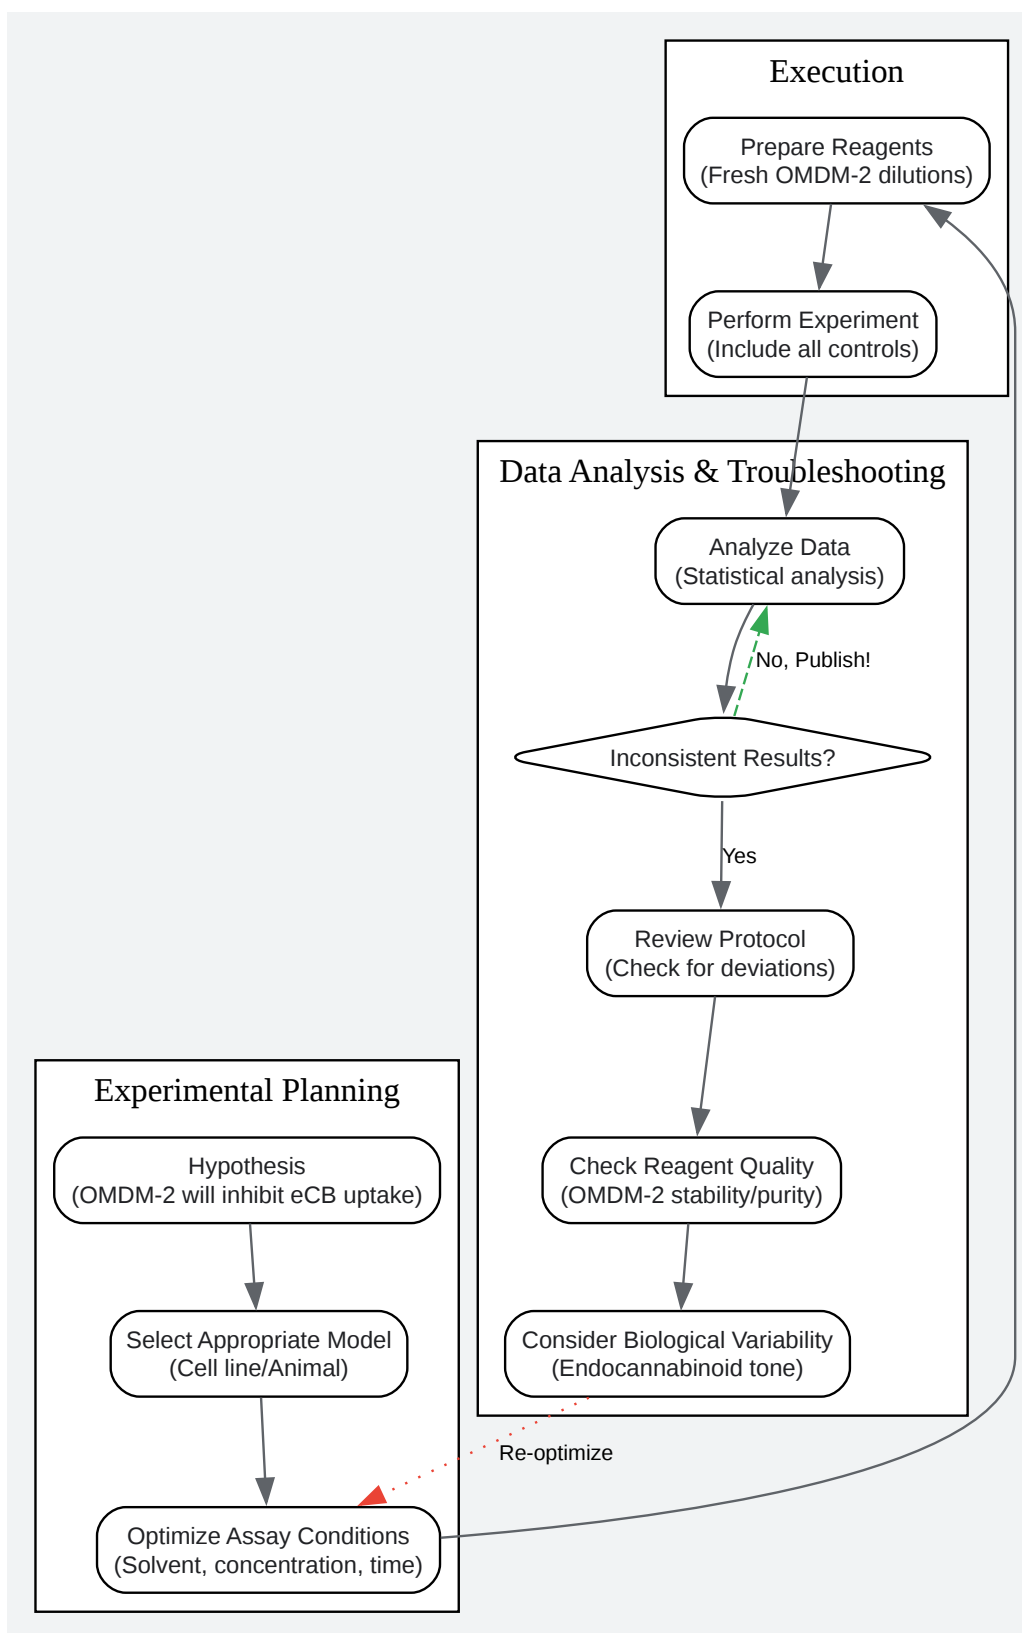 Execution
Prepare Reagents
(Fresh OMDM-2 dilutions)
Perform Experiment
(Include all controls)
Data Analysis & Troubleshooting
Analyze Data
(Statistical analysis)
No, Publish!
Inconsistent Results?
Yes
Review Protocol
(Check for deviations)
Experimental Planning
Hypothesis
(OMDM-2 will inhibit eCB uptake)
Check Reagent Quality
(OMDM-2 stability/purity)
Select Appropriate Model
(Cell line/Animal)
Consider Biological Variability
(Endocannabinoid tone)
Re-optimize
Optimize Assay Conditions
(Solvent, concentration, time)